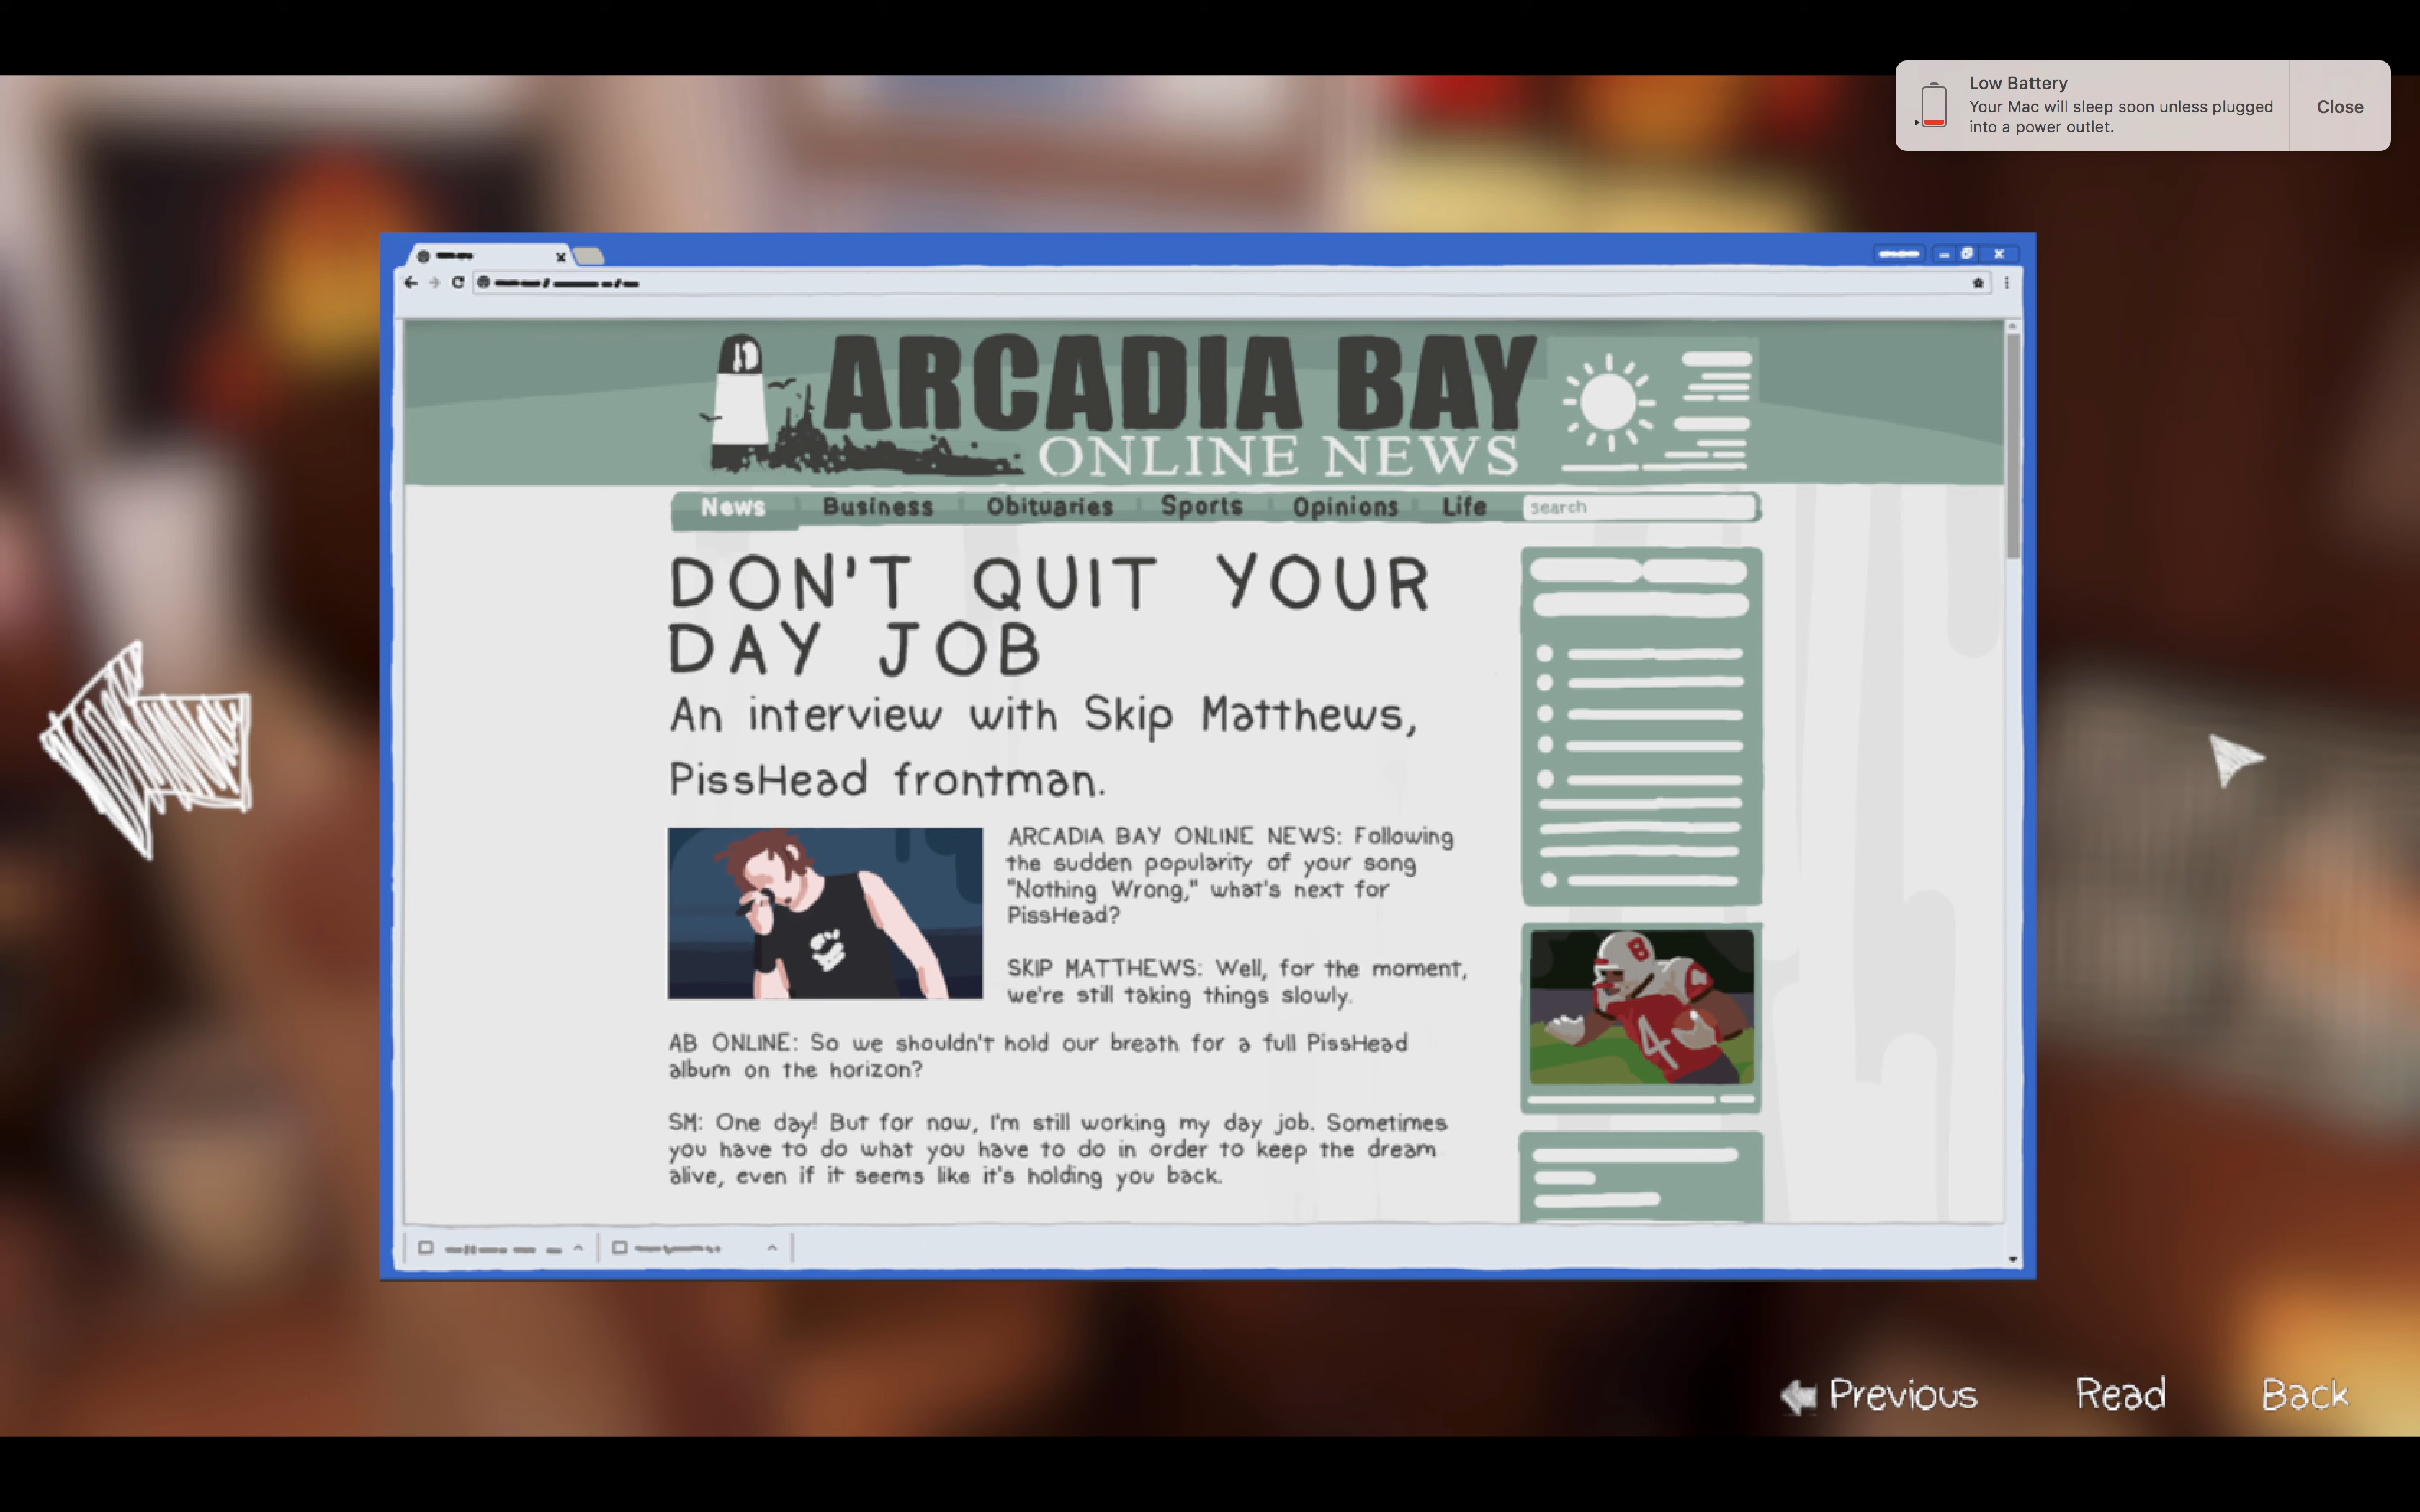 Low Battery
Your Mac will sleep soon unless plugged
into a power outlet.
Close
ARCADIA BAY
ONLINE NEWS
News Business Obituaries Sports Opinions Life search
DON'T QUIT YOUR
DAY JOB
An interview with Skip Matthews,
PissHead frontman.
ARCADIA BAY ONLINE NEWS: Following
the sudden popularity of your song
"Nothing Wrong," what's next for
PissHead?
SKIP MATTHEWS: Well, for the moment,
we're still taking things slowly.
B
4
AB ONLINE: So we shouldn't hold our breath for a full PissHead
album on the horizon?
SM: One day! But for now, I'm still working my day job. Sometimes
you have to do what you have to do in order to keep the dream
alive, even if it seems like it's holding you back.
Previous Read Back